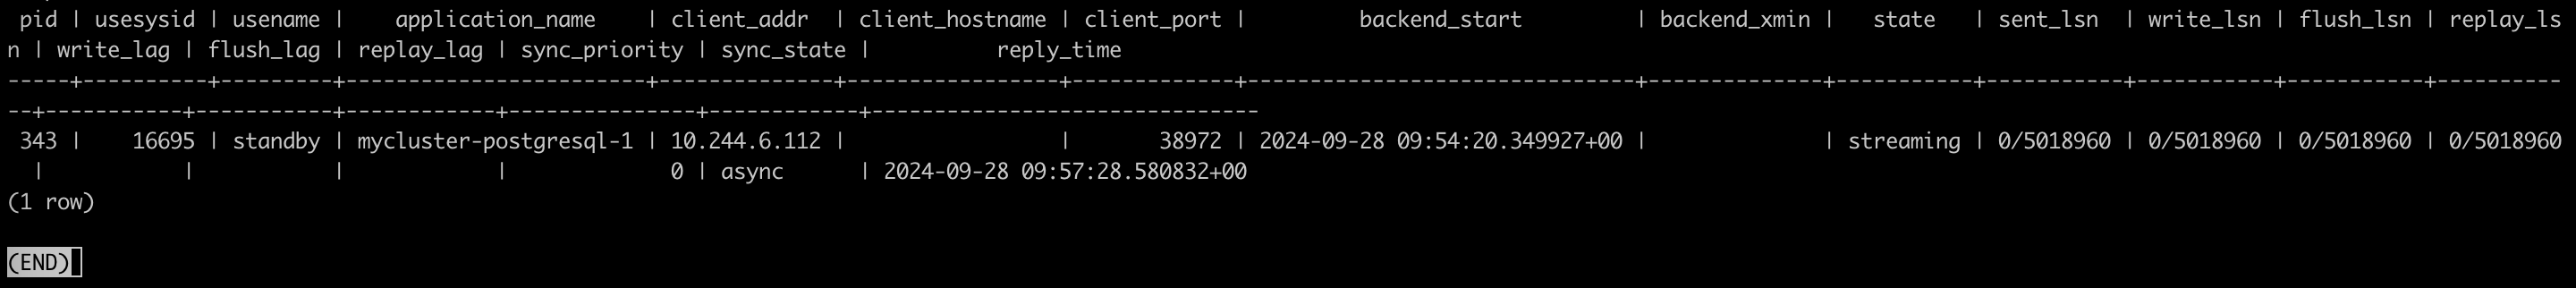 pid | usesysid | usename |    application_name    | client_addr  | client_hostname | client_port |         backend_start         | backend_xmin |   state   | sent_lsn  | write_lsn | flush_lsn | replay_ls
n | write_lag | flush_lag | replay_lag | sync_priority | sync_state |          reply_time
-----+----------+---------+------------------------+--------------+-----------------+-------------+-------------------------------+--------------+-----------+-----------+-----------+-----------+----------
--+-----------+-----------+------------+---------------+------------+-------------------------------
 343 |    16695 | standby | mycluster-postgresql-1 | 10.244.6.112 |                 |       38972 | 2024-09-28 09:54:20.349927+00 |              | streaming | 0/5018960 | 0/5018960 | 0/5018960 | 0/5018960
  |           |           |            |             0 | async      | 2024-09-28 09:57:28.580832+00
(1 row)
(END)